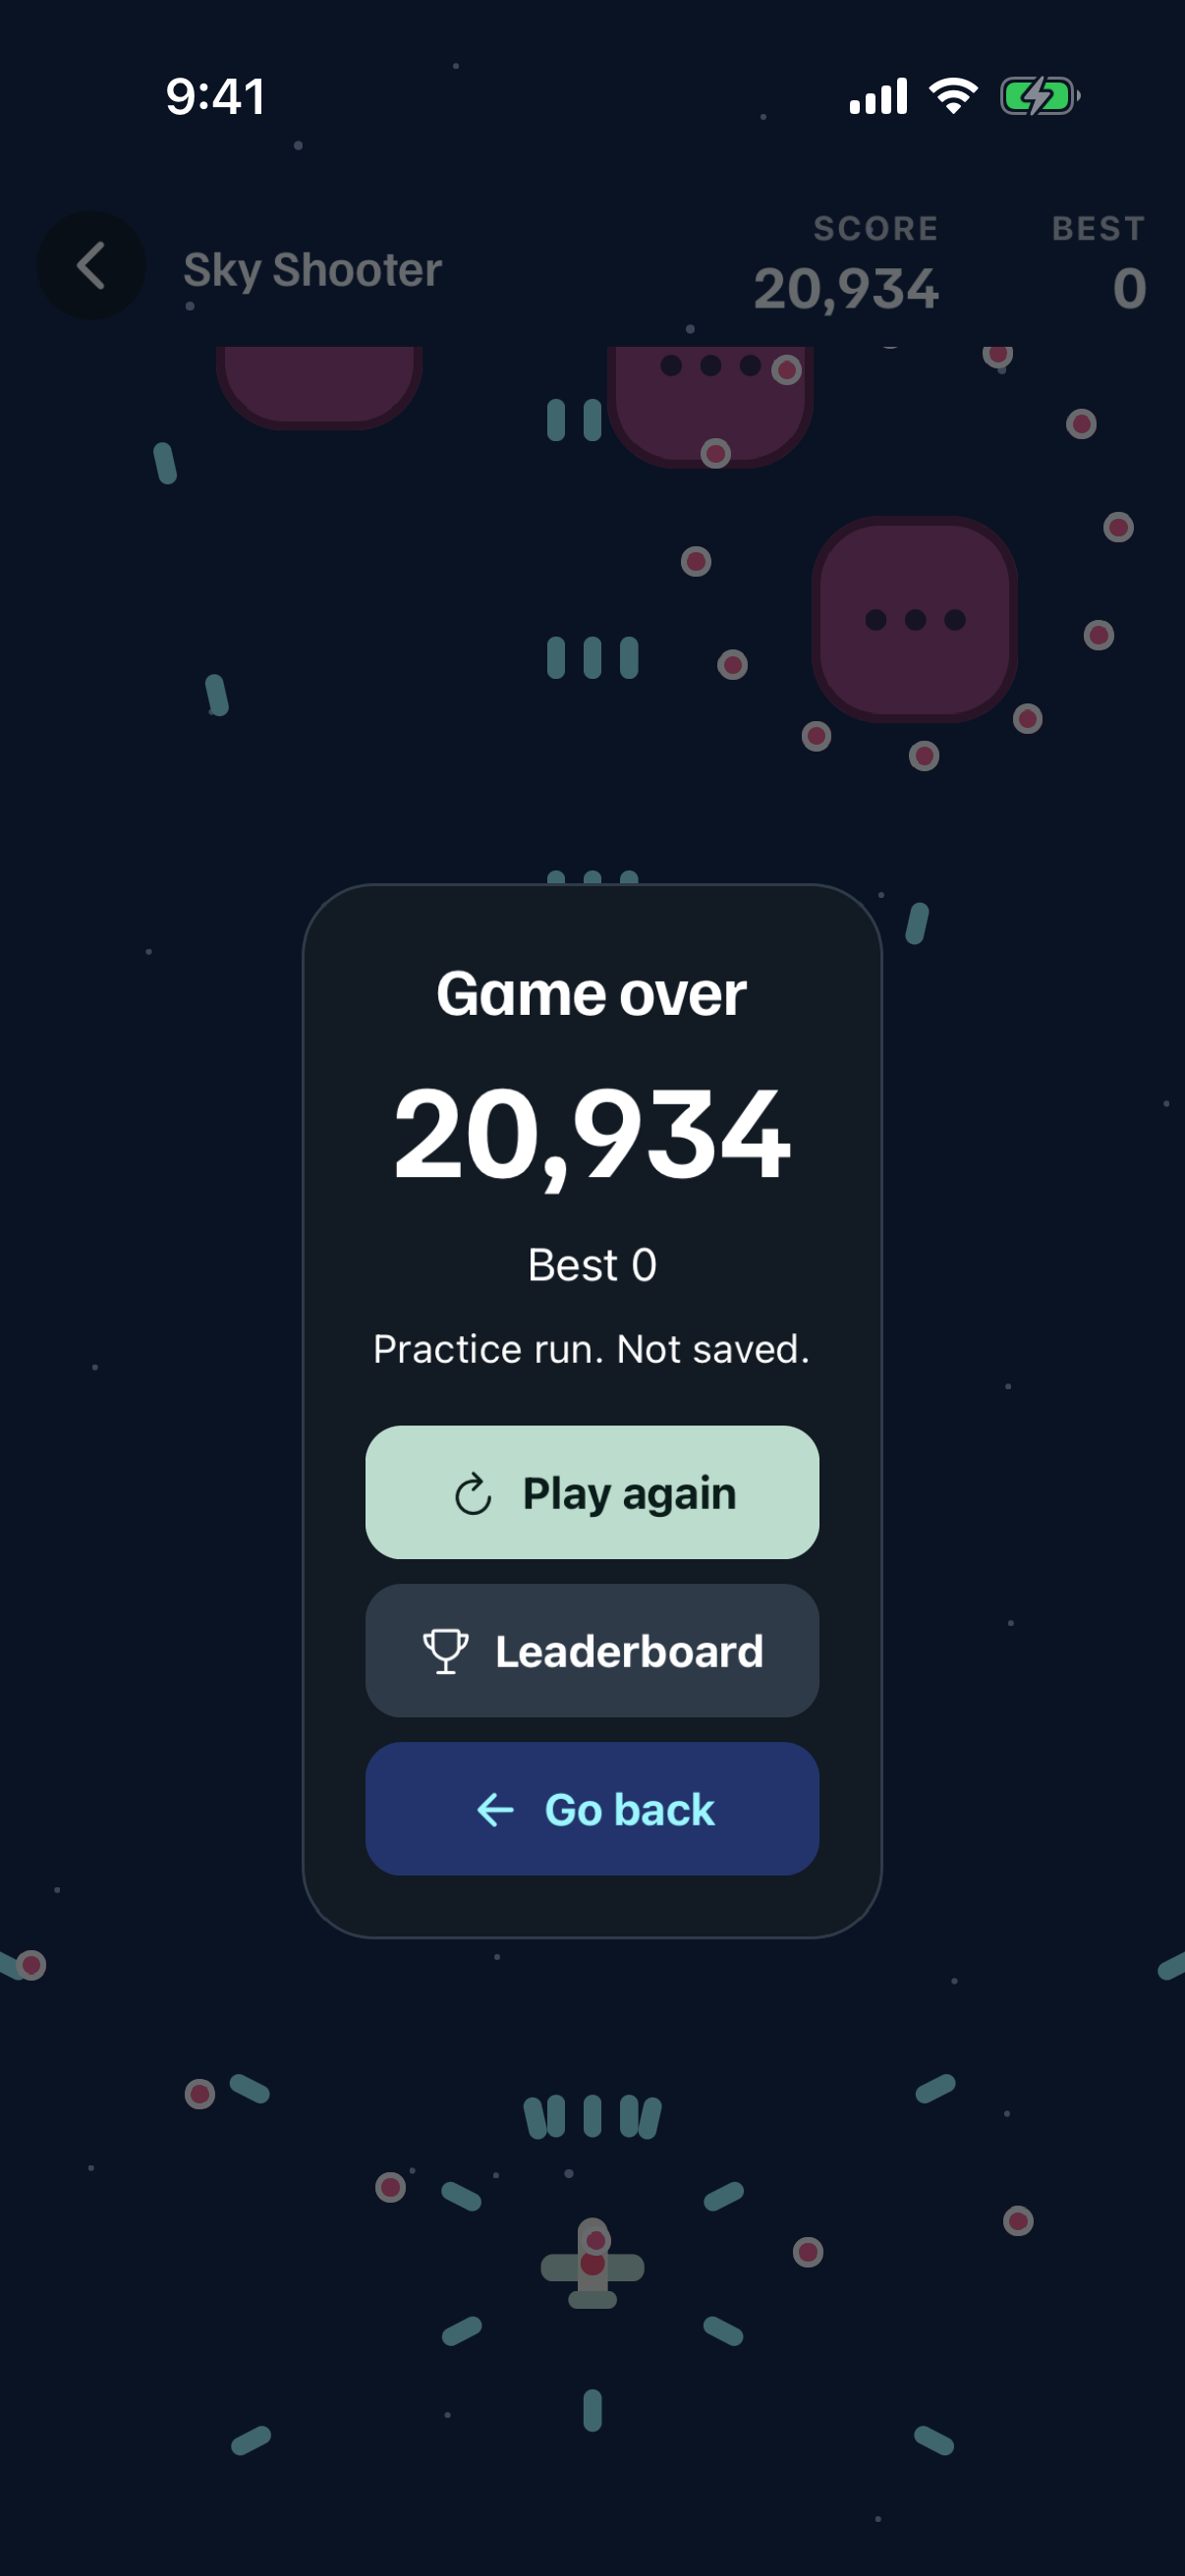 9:41
Sky Shooter
SCORE
20,934
BEST
0
Game over
20,934
Best 0
Practice run. Not saved.
Play again
Leaderboard
Go back